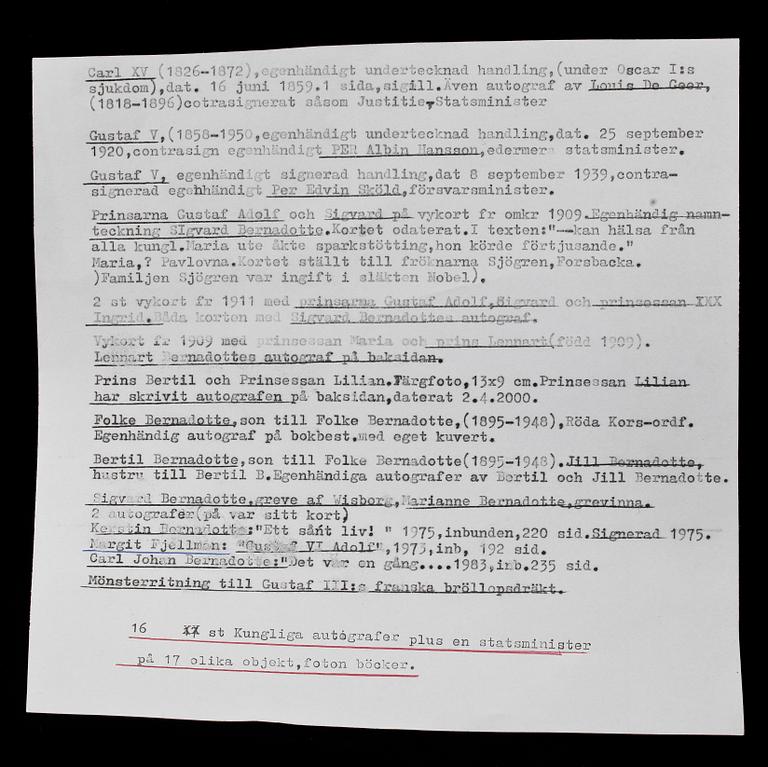 Carl XV (1826-1872),egenhändigt undertecknad handling,(under Oscar I:s
sjukdom),dat. 16 juni 1859.1 sida,sigill.Även autograf av Louis De Geer,
(1818-1896)cotrasignerat såsom Justitie-Statsminister
Gustaf V,(1858-1950,egenhändigt undertecknad handling,dat. 25 september
1920,contrasign egenhändigt PER Albin Hansson,edermera statsminister.
Gustaf V, egenhändigt signerad handling,dat 8 september 1939,contra-
signerad egehhändigt Per Edvin Sköld,försvarsminister.
Prinsarna Gustaf Adolf och Sigvard på vykort fr omkr 1909.Egenhändig namn-
teckning SIgvard Bernadotte.Kortet odaterat.I texten:"--kan hälsa från
alla kungl.Maria ute åkte sparkstötting,hon körde förtjusande."
Maria,? Pavlovna.Kortet ställt till fröknarna Sjögren,Forsbacka.
)Familjen Sjögren var ingift i släkten Nobel).
2 st vykort fr 1911 med prinsarna Gustaf Adolf,Sigvard och prinsessan XXX
Ingrid.Båda korten med Sigvard Bernadottes autograf.
Vykort fr 1909 med prinsessan Maria och prins Lennart(född 1909).
Lennart Bernadottes autograf på baksidan.
Prins Bertil och Prinsessan Lilian.Färgfoto,13x9 cm.Prinsessan Lilian
har skrivit autografen på baksidan,daterat 2.4.2000.
Folke Bernadotte,son till Folke Bernadotte,(1895-1948),Röda Kors-ordf.
Egenhändig autograf på bokbest.med eget kuvert.
Bertil Bernadotte,son till Folke Bernadotte(1895-1948).Jill Bernadotte,
hustru till Bertil B.Egenhändiga autografer av Bertil och Jill Bernadotte.
Sigvard Bernadotte,greve af Wisborg,Marianne Bernadotte,grevinna.
2 autografer(på var sitt kort)
Kerstin Bernadotte:"Ett sånt liv! " 1975,inbunden,220 sid.Signerad 1975.
Margit Fjellman: "Gustaf VI Adolf",1973,inb, 192 sid.
Carl Johan Bernadotte:"Det var en gång....1983,inb.235 sid.
Mönsterritning till Gustaf III:s franska bröllopsdräkt.
16 XX st Kungliga autografer plus en statsminister
på 17 olika objekt,foton böcker.